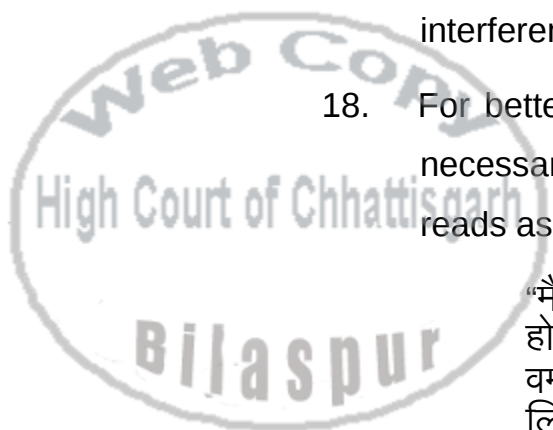 interferen
Web Copy
18. For bette
necessar
High Court of Chhattisgarh
reads as
“मै
हो
Bilaspur
वम
लि